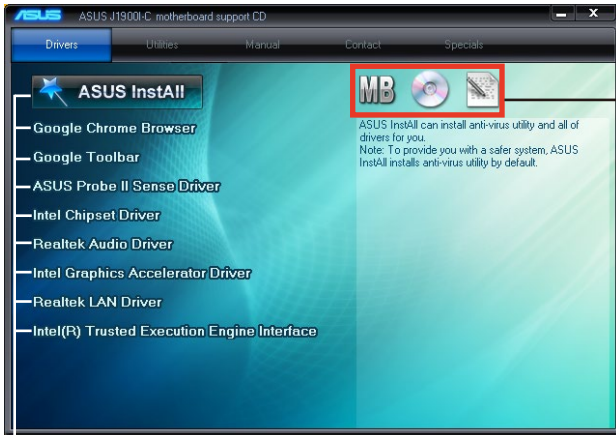 ASUS ASUS J1900I-C motherboard support CD
Drivers Utilities Manual Contact Specials
ASUS InstAll
MB
Google Chrome Browser
Google Toolbar
ASUS Probe II Sense Driver
Intel Chipset Driver
Realtek Audio Driver
Intel Graphics Accelerator Driver
Realtek LAN Driver
Intel(R) Trusted Execution Engine Interface
ASUS InstAll can install anti-virus utility and all of
drivers for you.
Note: To provide you with a safer system, ASUS
InstAll installs anti-virus utility by default.